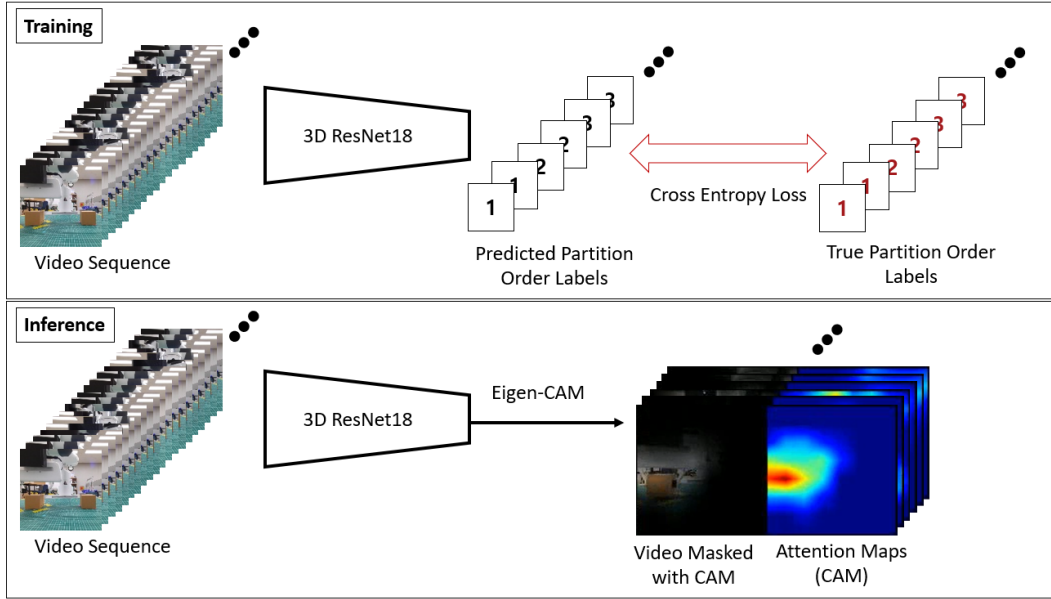 Training
3D ResNet18
1
1
2
2
3
3
Cross Entropy Loss
1
1
2
2
3
3
Video Sequence
Predicted Partition
Order Labels
True Partition Order
Labels
Inference
3D ResNet18
Eigen-CAM
Video Sequence
Video Masked
with CAM
Attention Maps
(CAM)